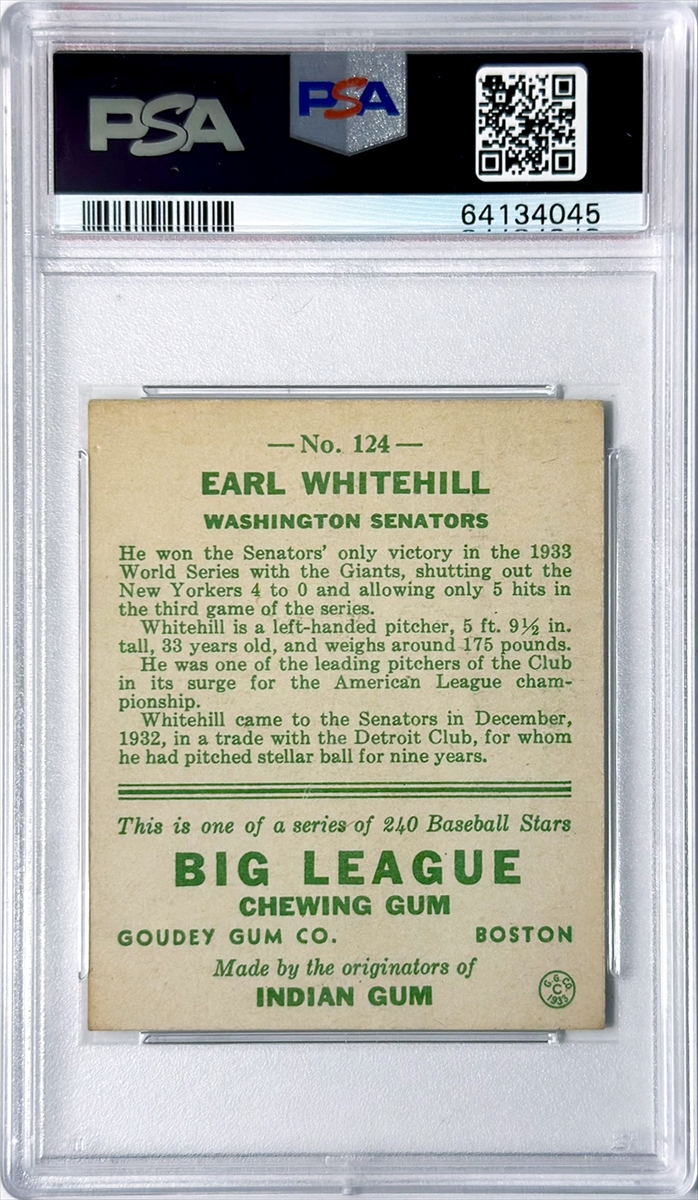 PSA
PSA
64134045
— No. 124 —
EARL WHITEHILL
WASHINGTON SENATORS
He won the Senators' only victory in the 1933
World Series with the Giants, shutting out the
New Yorkers 4 to 0 and allowing only 5 hits in
the third game of the series.
Whitehill is a left-handed pitcher, 5 ft. 9½ in.
tall, 33 years old, and weighs around 175 pounds.
He was one of the leading pitchers of the Club
in its surge for the American League cham-
pionship.
Whitehill came to the Senators in December,
1932, in a trade with the Detroit Club, for whom
he had pitched stellar ball for nine years.
This is one of a series of 240 Baseball Stars
BIG LEAGUE
CHEWING GUM
GOUDEY GUM CO. BOSTON
Made by the originators of
INDIAN GUM
G. G. CO.
C
1933